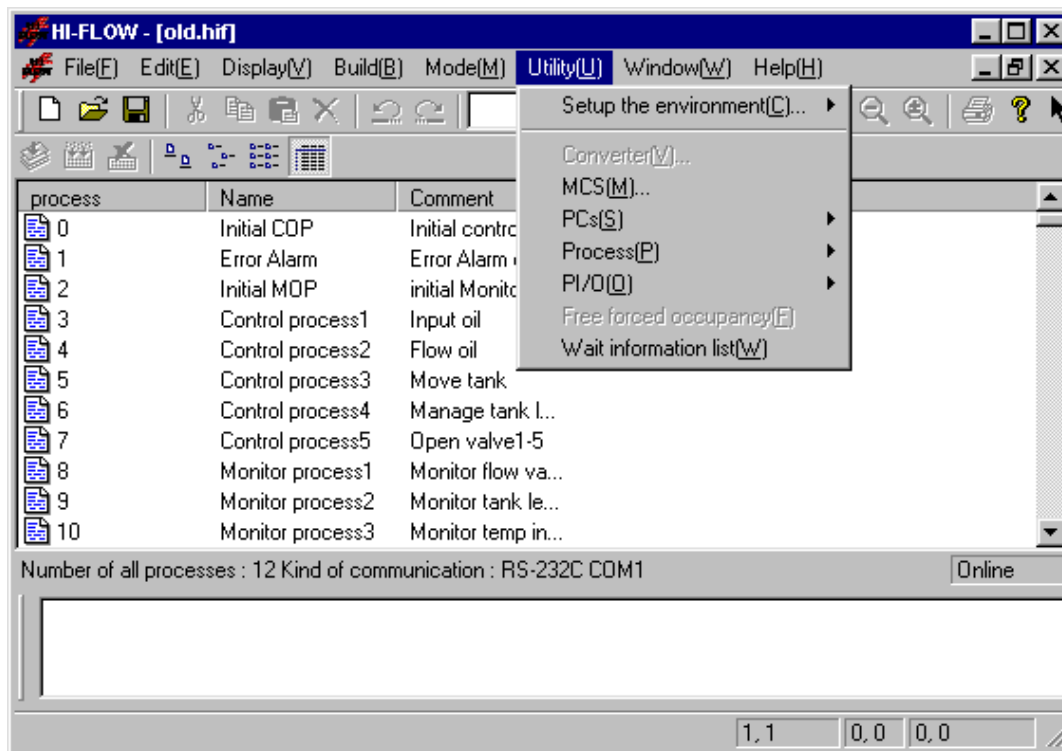 HI-FLOW - [old.hif]
File(F) Edit(E) Display(V) Build(B) Mode(M) Utility(U) Window(W) Help(H)
Setup the environment(C)...
Converter(V)...
MCS(M)...
PCs(S)
Process(P)
PI/O(O)
Free forced occupancy(F)
Wait information list(W)
process Name Comment
0 Initial COP Initial contro
1 Error Alarm Error Alarm
2 Initial MOP initial Monito
3 Control process1 Input oil
4 Control process2 Flow oil
5 Control process3 Move tank
6 Control process4 Manage tank l...
7 Control process5 Open valve1-5
8 Monitor process1 Monitor flow va...
9 Monitor process2 Monitor tank le...
10 Monitor process3 Monitor temp in...
Number of all processes : 12 Kind of communication : RS-232C COM1 Online
1, 1 0, 0 0, 0